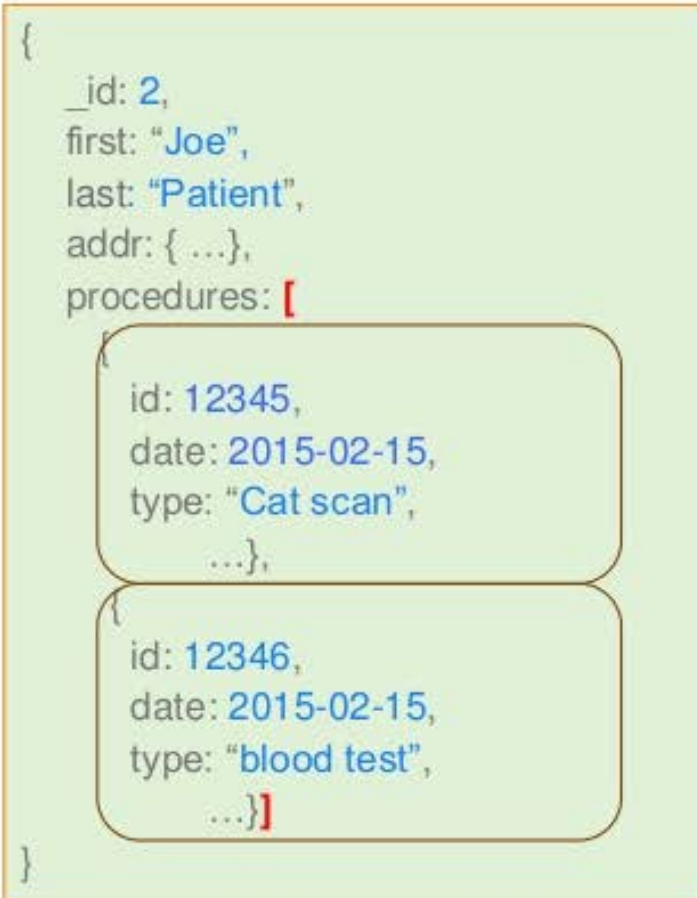 {
_id: 2,
first: “Joe”,
last: “Patient”,
addr: { ...},
procedures: [
{
id: 12345,
date: 2015-02-15,
type: “Cat scan”,
...},
{
id: 12346,
date: 2015-02-15,
type: “blood test”,
...}]
}